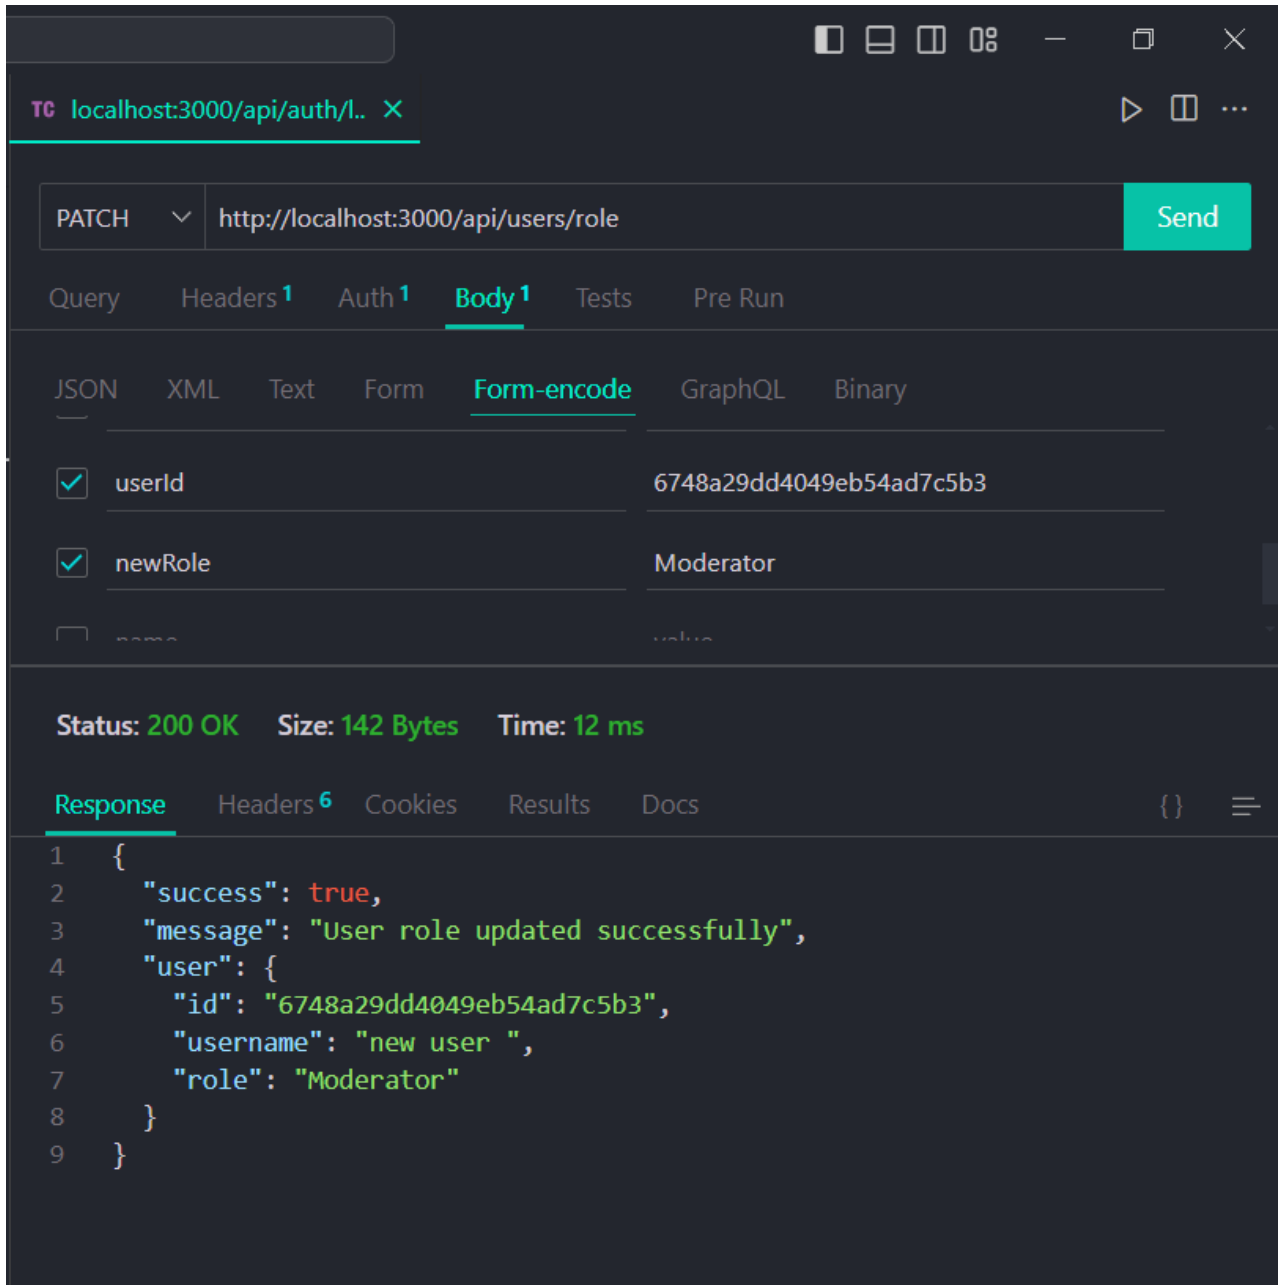 TC localhost:3000/api/auth/l..
PATCH http://localhost:3000/api/users/role Send
Query Headers 1 Auth 1 Body 1 Tests Pre Run
JSON XML Text Form Form-encode GraphQL Binary
userId 6748a29dd4049eb54ad7c5b3
newRole Moderator
name value
Status: 200 OK Size: 142 Bytes Time: 12 ms
Response Headers 6 Cookies Results Docs {}
1 {
2 "success": true,
3 "message": "User role updated successfully",
4 "user": {
5 "id": "6748a29dd4049eb54ad7c5b3",
6 "username": "new user ",
7 "role": "Moderator"
8 }
9 }